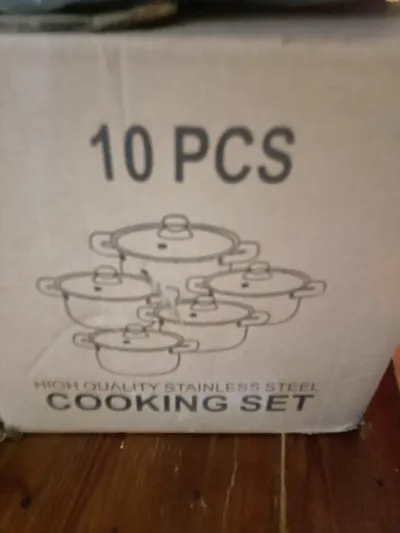 10 PCS
HIGH QUALITY STAINLESS STEEL
COOKING SET